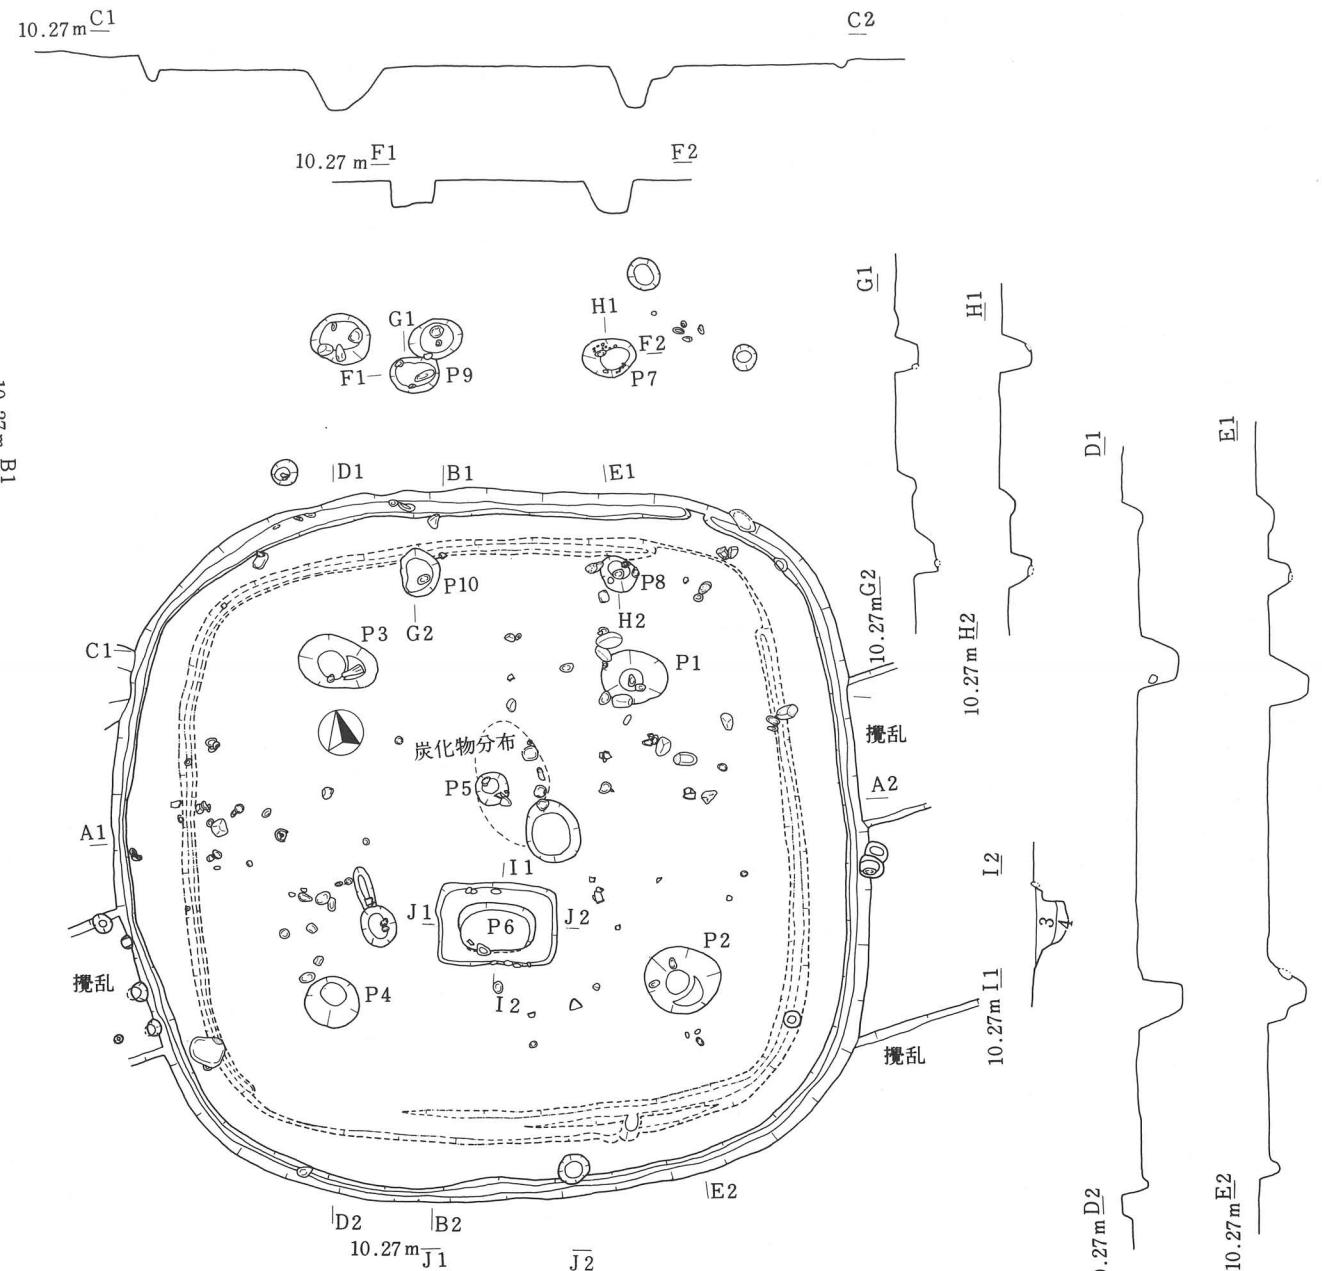 10.27m C1
C2
10.27 m F1
F2
G1
H1
G1
H1
F2
F1
P9
P7
10.27m B1
D1
B1
E1
D1
E1
P10
P8
10.27m G2
10.27m H2
G2
H2
P3
C1
P1
攪乱
炭化物分布
P5
A2
A1
I1
I2
J1
J2
P6
P2
3
4
攪乱
P4
I2
10.27m I1
攪乱
E2
D2
B2
10.27m J1
J2
.27m D2
10.27m E2